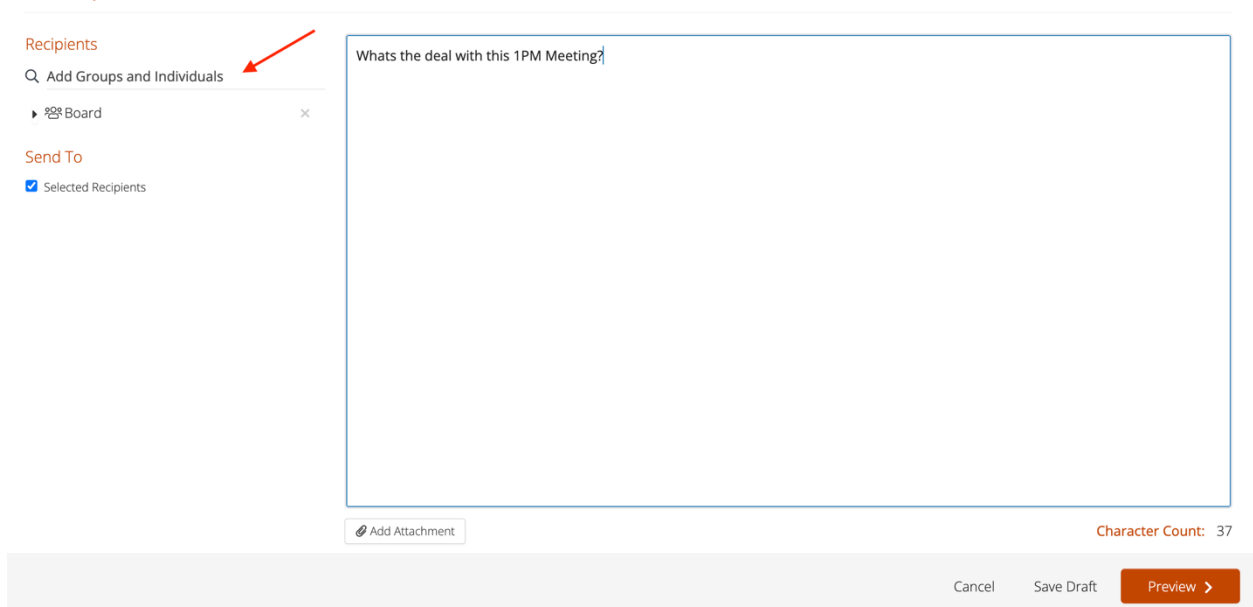 Recipients
Add Groups and Individuals
Board
Send To
Selected Recipients
Whats the deal with this 1PM Meeting?
Add Attachment
Character Count: 37
Cancel
Save Draft
Preview